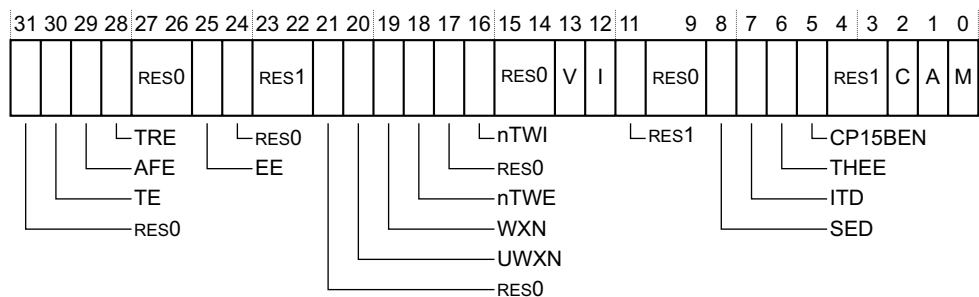 31 30 29 28 27 26 25 24 23 22 21 20 19 18 17 16 15 14 13 12 11 9 8 7 6 5 4 3 2 1 0
RES0 RES1 RES0 V I RES0 RES1 C A M
TRE RES0 nTWI RES1 CP15BEN
AFE EE RES0 THEE
TE nTWE ITD
RES0 WXN SED
UWXN
RES0